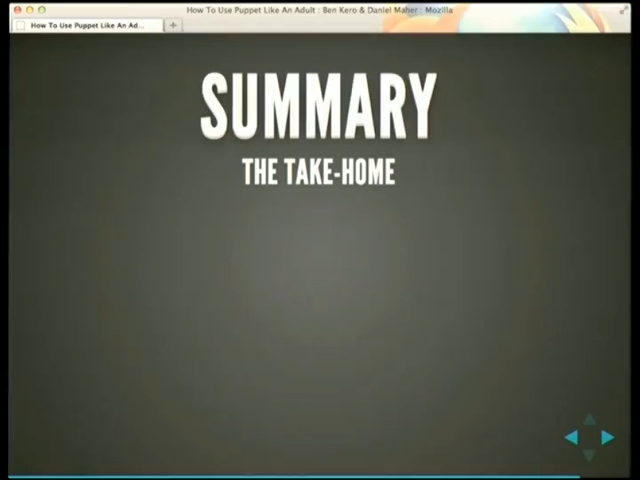 How To Use Puppet Like An Adult : Ben Kero & Daniel Maher : Mozilla
How To Use Puppet Like An Ad...
SUMMARY
THE TAKE-HOME